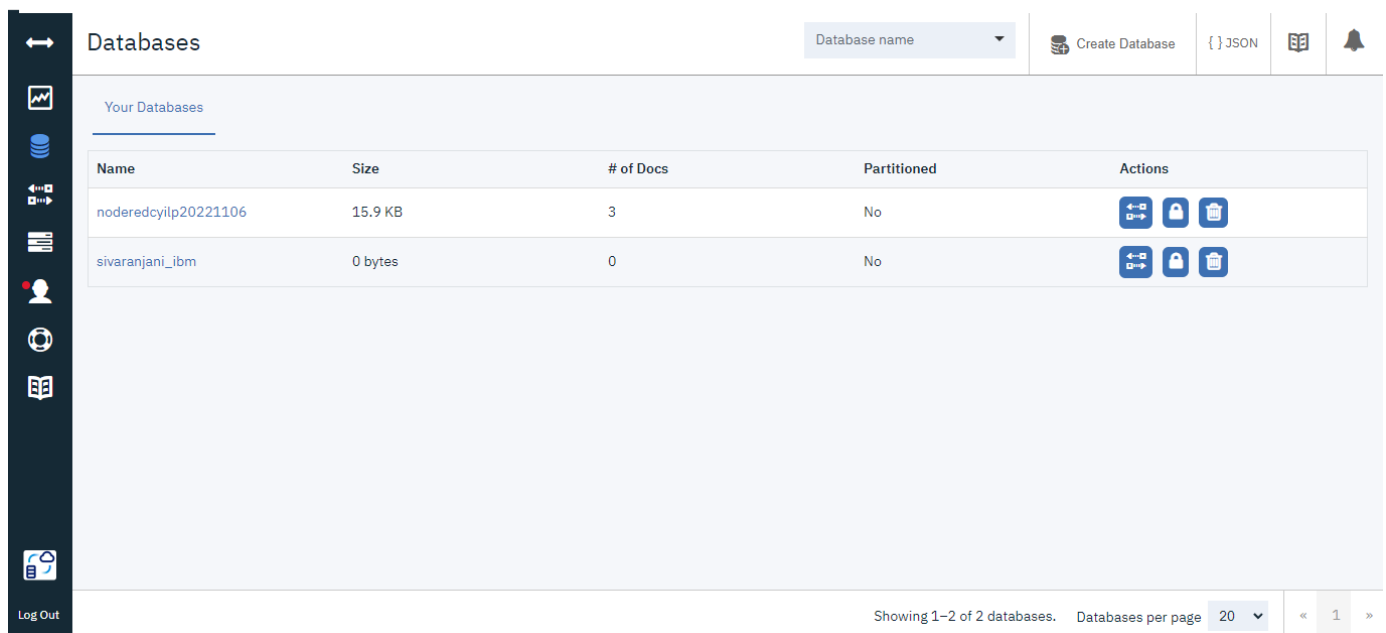 Databases
Database name
Create Database
{ } JSON
Your Databases
Name Size # of Docs Partitioned Actions
noderedcyilp20221106 15.9 KB 3 No
sivaranjani_ibm 0 bytes 0 No
Log Out
Showing 1–2 of 2 databases. Databases per page 20 « 1 »